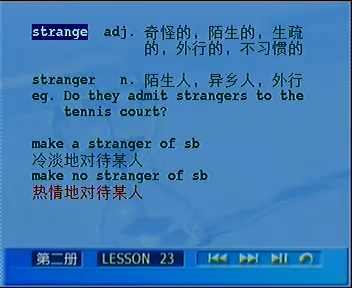 strange adj. 奇怪的，陌生的，生疏
的，外行的，不习惯的
stranger n. 陌生人，异乡人，外行
eg. Do they admit strangers to the
tennis court?
make a stranger of sb
冷淡地对待某人
make no stranger of sb
热情地对待某人
第二册 LESSON 23